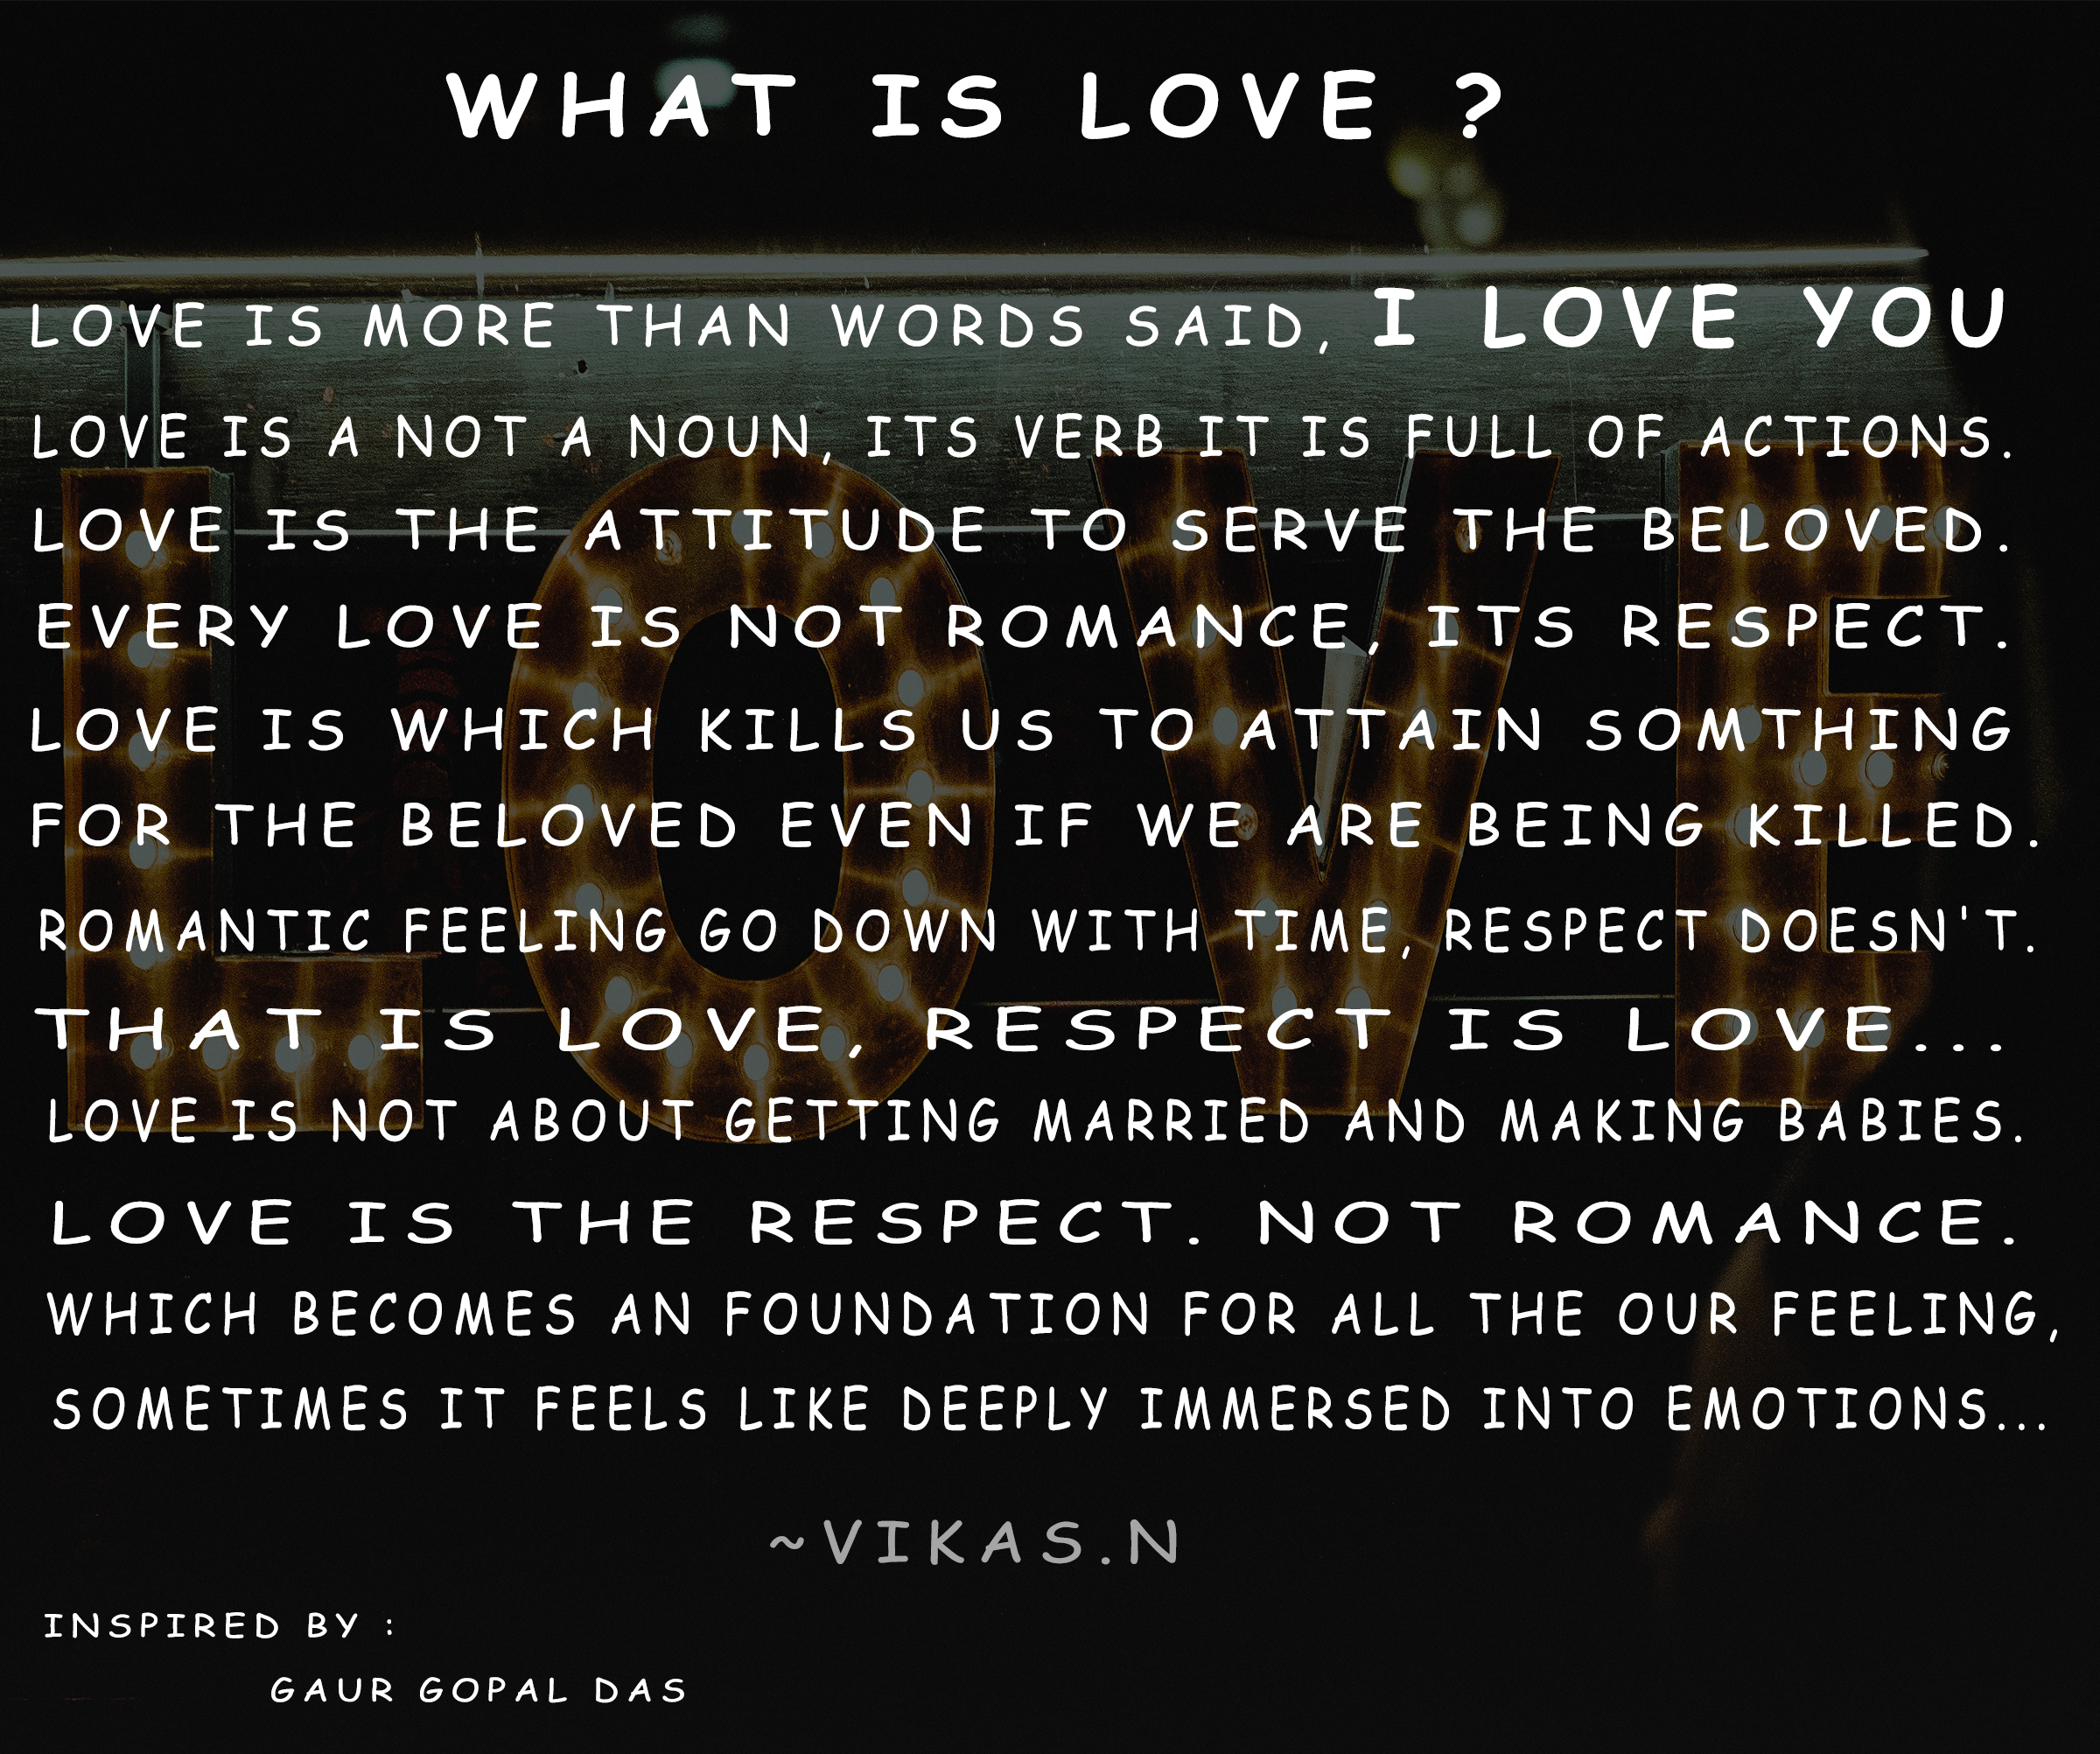 WHAT IS LOVE ?
LOVE IS MORE THAN WORDS SAID, I LOVE YOU
LOVE IS A NOT A NOUN, ITS VERB IT IS FULL OF ACTIONS.
LOVE IS THE ATTITUDE TO SERVE THE BELOVED.
EVERY LOVE IS NOT ROMANCE, ITS RESPECT.
LOVE IS WHICH KILLS US TO ATTAIN SOMTHING
FOR THE BELOVED EVEN IF WE ARE BEING KILLED.
ROMANTIC FEELING GO DOWN WITH TIME, RESPECT DOESN'T.
THAT IS LOVE, RESPECT IS LOVE...
LOVE IS NOT ABOUT GETTING MARRIED AND MAKING BABIES.
LOVE IS THE RESPECT. NOT ROMANCE.
WHICH BECOMES AN FOUNDATION FOR ALL THE OUR FEELING,
SOMETIMES IT FEELS LIKE DEEPLY IMMERSED INTO EMOTIONS...
~VIKAS.N
INSPIRED BY :
GAUR GOPAL DAS
LOVE